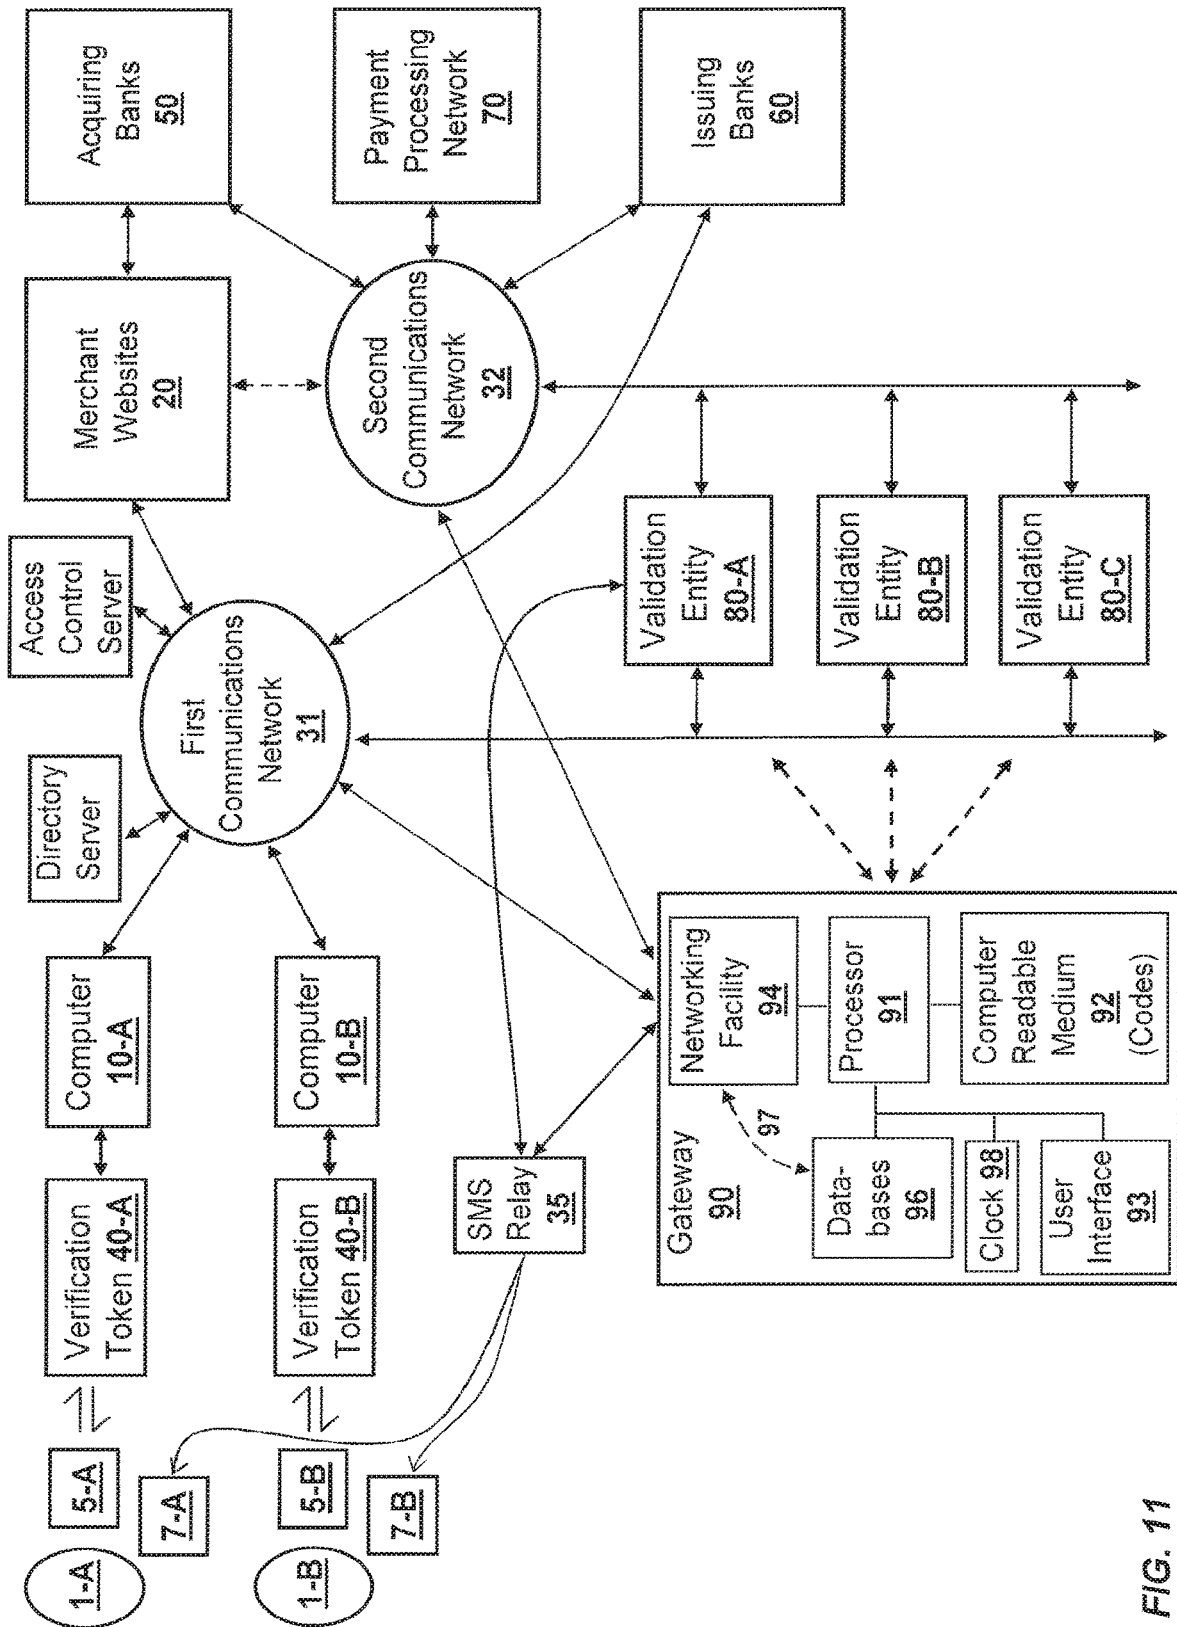 1-A
5-A
7-A
Verification
Token 40-A
Computer
10-A
Directory
Server
Access
Control
Server
Merchant
Websites
20
Acquiring
Banks
50
1-B
5-B
7-B
Verification
Token 40-B
Computer
10-B
First
Communications
Network
31
Second
Communications
Network
32
Payment
Processing
Network
70
SMS
Relay
35
Issuing
Banks
60
Gateway
90
Networking
Facility
94
97
Data-
bases
96
Processor
91
Clock 98
User
Interface
93
Computer
Readable
Medium
92
(Codes)
Validation
Entity
80-A
Validation
Entity
80-B
Validation
Entity
80-C
FIG. 11